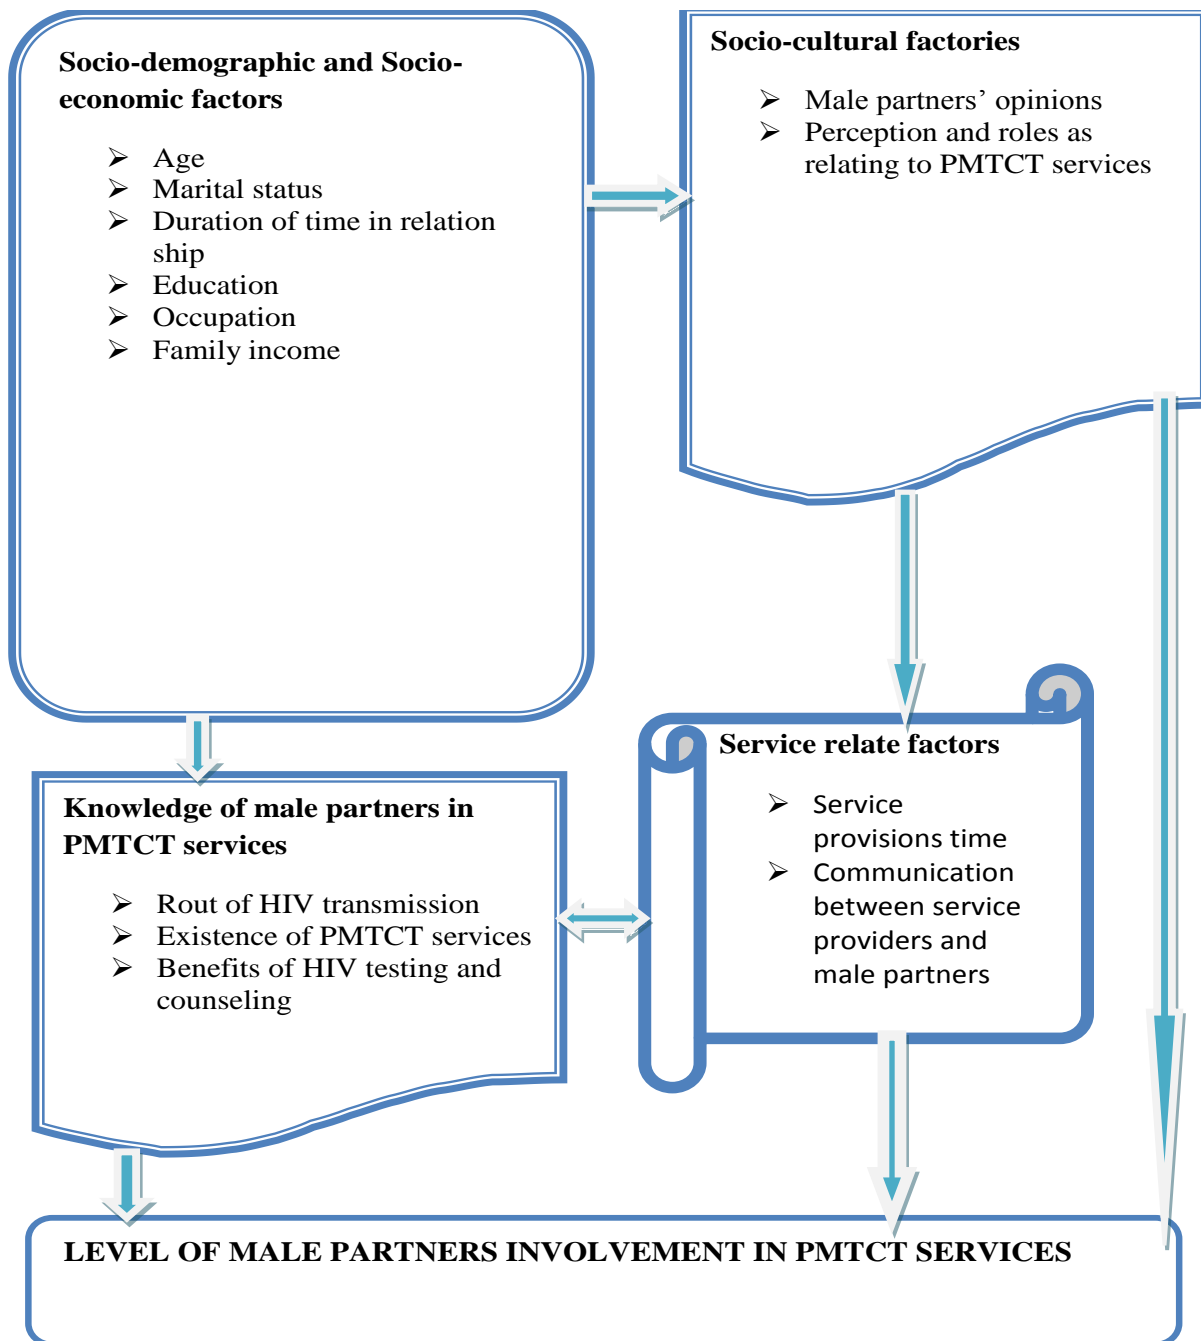 Socio-demographic and Socio-
economic factors
➢ Age
➢ Marital status
➢ Duration of time in relation
ship
➢ Education
➢ Occupation
➢ Family income
Socio-cultural factories
➢ Male partners’ opinions
➢ Perception and roles as
relating to PMTCT services
Knowledge of male partners in
PMTCT services
➢ Rout of HIV transmission
➢ Existence of PMTCT services
➢ Benefits of HIV testing and
counseling
Service relate factors
➢ Service
provisions time
➢ Communication
between service
providers and
male partners
LEVEL OF MALE PARTNERS INVOLVEMENT IN PMTCT SERVICES